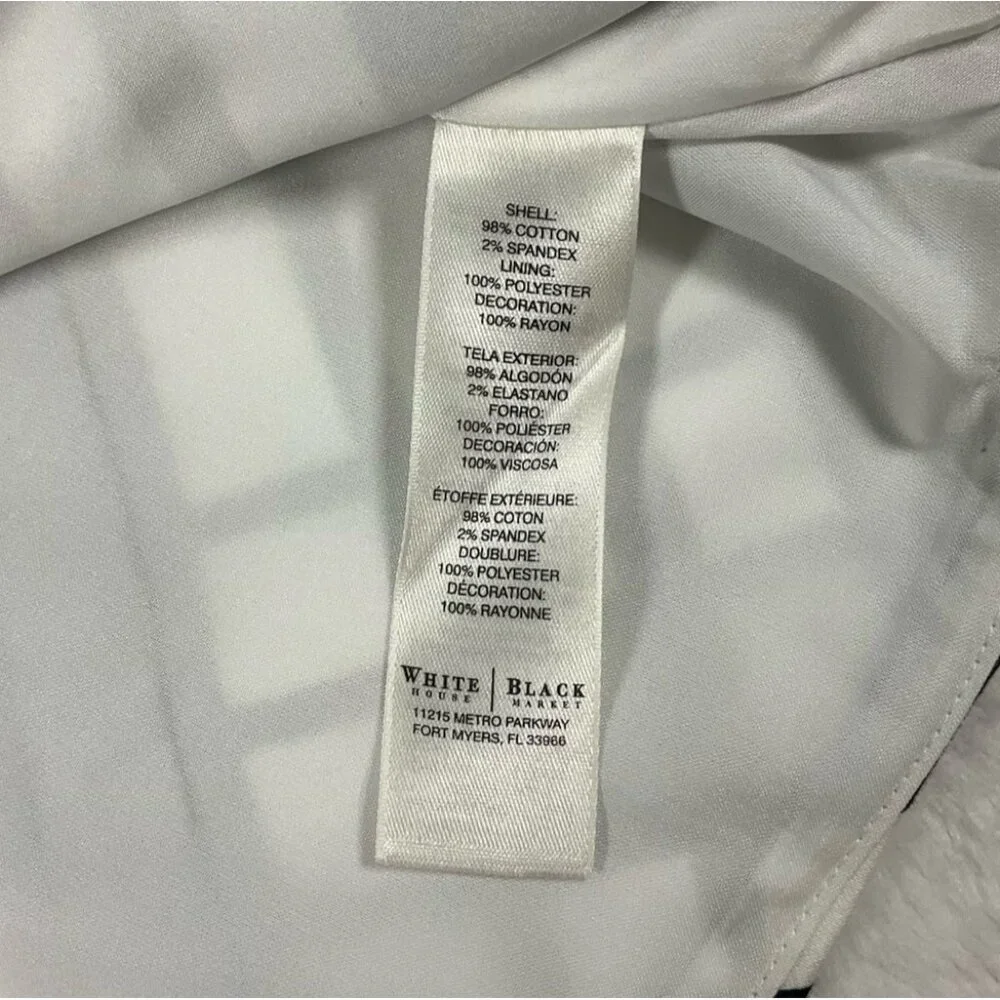 SHELL:
98% COTTON
2% SPANDEX
LINING:
100% POLYESTER
DECORATION:
100% RAYON
TELA EXTERIOR:
98% ALGODÓN
2% ELASTANO
FORRO:
100% POLIÉSTER
DECORACIÓN:
100% VISCOSA
ÉTOFFE EXTÉRIEURE:
98% COTON
2% SPANDEX
DOUBLURE:
100% POLYESTER
DÉCORATION:
100% RAYONNE
WHITE | BLACK
HOUSE MARKET
11215 METRO PARKWAY
FORT MYERS, FL 33966